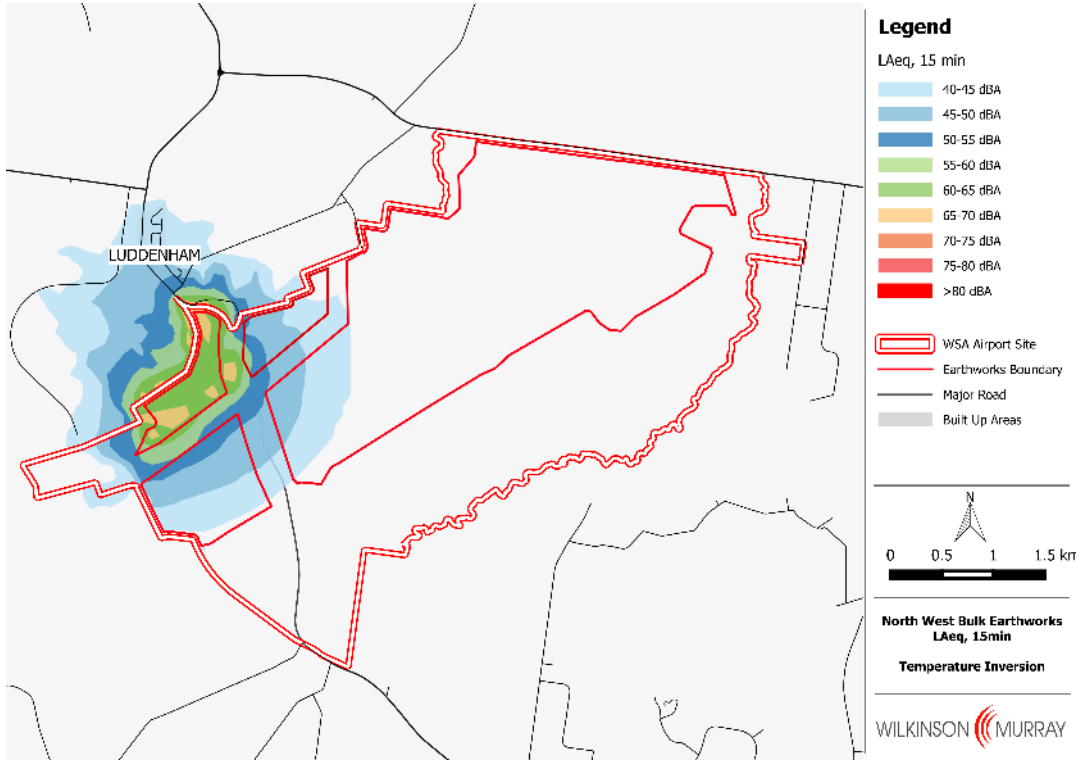 LUDDENHAM
Legend
LAeq, 15 min
40-45 dBA
45-50 dBA
50-55 dBA
55-60 dBA
60-65 dBA
65-70 dBA
70-75 dBA
75-80 dBA
>80 dBA
WSA Airport Site
Earthworks Boundary
Major Road
Built Up Areas
N
0 0.5 1 1.5 km
North West Bulk Earthworks
LAeq, 15min
Temperature Inversion
WILKINSON MURRAY